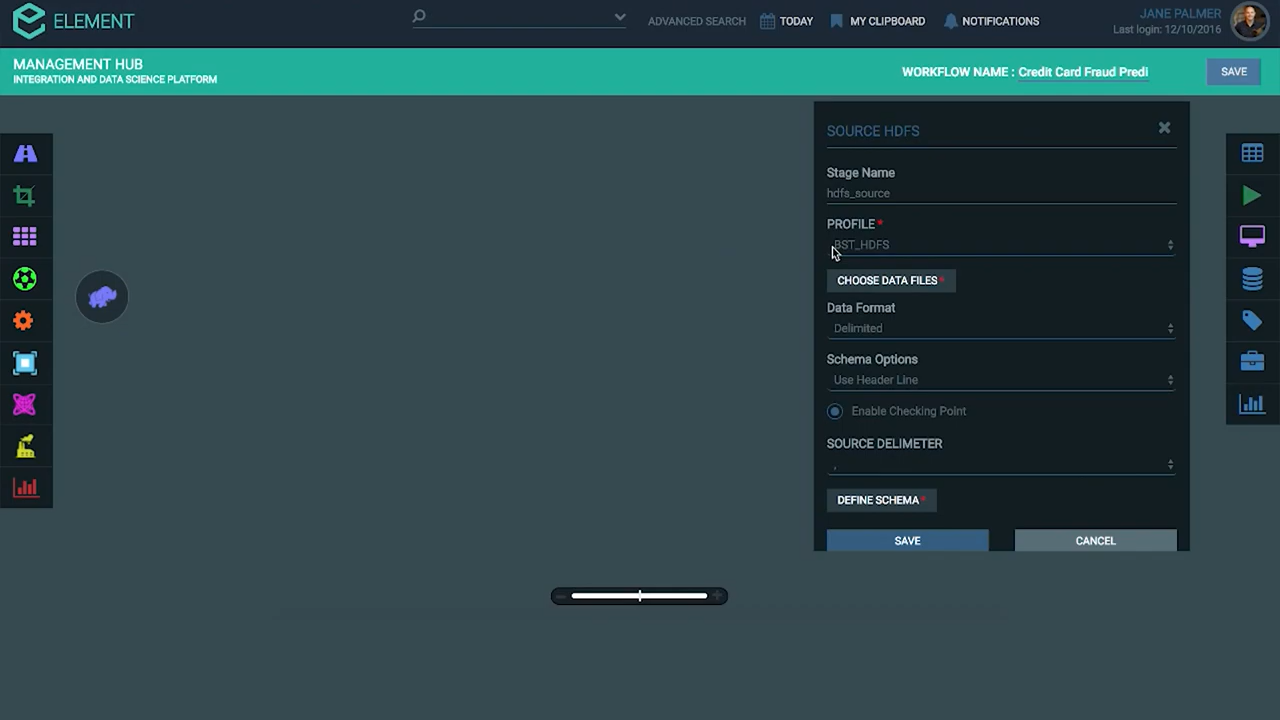 ELEMENT
ADVANCED SEARCH
TODAY
MY CLIPBOARD
NOTIFICATIONS
JANE PALMER
Last login: 12/10/2016
MANAGEMENT HUB
INTEGRATION AND DATA SCIENCE PLATFORM
WORKFLOW NAME : Credit Card Fraud Predi
SAVE
SOURCE HDFS
Stage Name
hdfs_source
PROFILE*
BST_HDFS
CHOOSE DATA FILES*
Data Format
Delimited
Schema Options
Use Header Line
Enable Checking Point
SOURCE DELIMETER
,
DEFINE SCHEMA*
SAVE
CANCEL